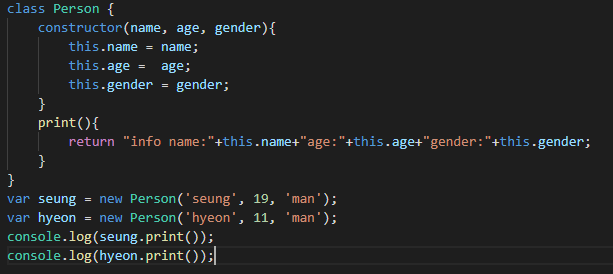 class Person {
    constructor(name, age, gender){
        this.name = name;
        this.age =  age;
        this.gender = gender;
    }
    print(){
        return "info name:"+this.name+"age:"+this.age+"gender:"+this.gender;
    }
}
var seung = new Person('seung', 19, 'man');
var hyeon = new Person('hyeon', 11, 'man');
console.log(seung.print());
console.log(hyeon.print());